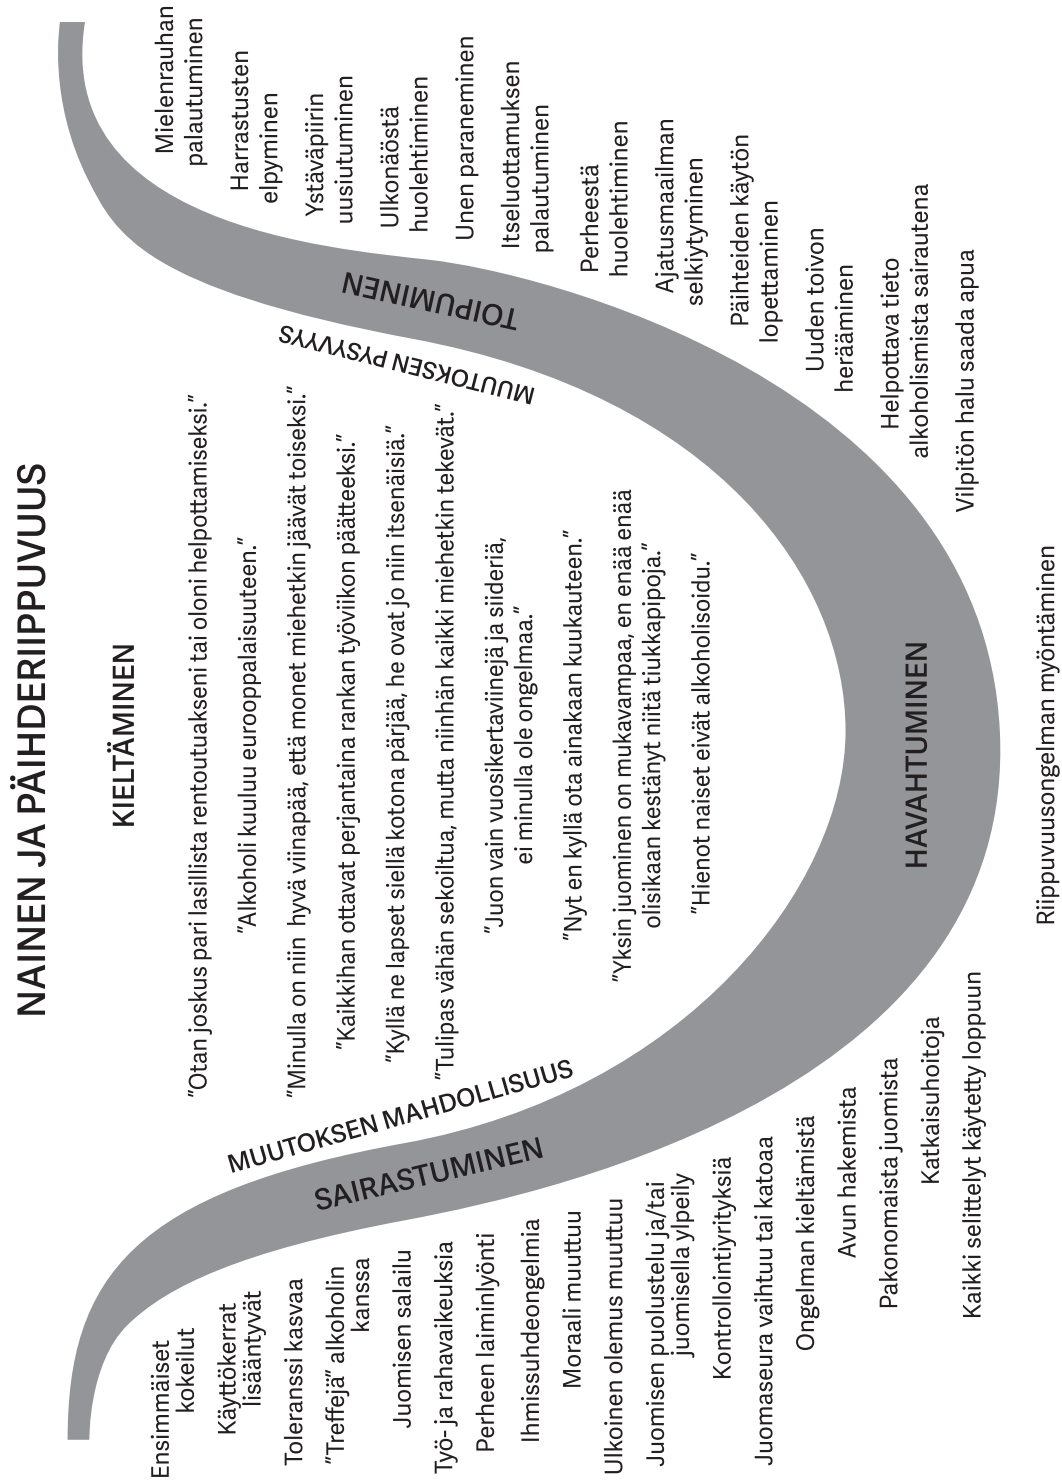 NAINEN JA PÄIHDERIIPPUVUUS
KIELTÄMINEN
”Otan joskus pari lasillista rentoutuakseni tai oloni helpottamiseksi.”
”Alkoholi kuuluu eurooppalaisuuteen.”
”Minulla on niin hyvä viinapää, että monet miehetkin jäävät toiseksi.”
”Kaikkihan ottavat perjantaina rankan työviikon päätteeksi.”
”Kyllä ne lapset siellä kotona pärjää, he ovat jo niin itsenäisiä.”
”Tulipas vähän sekoiltua, mutta niinhän kaikki miehetkin tekevät.”
”Juon vain vuosikertaviinejä ja siideriä,
ei minulla ole ongelmaa.”
”Nyt en kyllä ota ainakaan kuukauteen.”
”Yksin juominen on mukavampaa, en enää enää
olisikaan kestänyt niitä tiukkapipoja.”
”Hienot naiset eivät alkoholisoidu.”
MUUTOKSEN MAHDOLLISUUS
SAIRASTUMINEN
Ensimmäiset
kokeilut
Käyttökerrat
lisääntyvät
Toleranssi kasvaa
”Treffejä” alkoholin
kanssa
Juomisen salailu
Työ- ja rahavaikeuksia
Perheen laiminlyönti
Ihmissuhdeongelmia
Moraali muuttuu
Ulkoinen olemus muuttuu
Juomisen puolustelu ja/tai
juomisella ylpeily
Kontrollointiyrityksiä
Juomaseura vaihtuu tai katoaa
Ongelman kieltämistä
Avun hakemista
Pakonomaista juomista
Katkaisuhoitoja
Kaikki selittelyt käytetty loppuun
HAVAHTUMINEN
Riippuvuusongelman myöntäminen
MUUTOKSEN PYSYVYYS
TOIPUMINEN
Mielenrauhan
palautuminen
Harrastusten
elpyminen
Ystäväpiirin
uusiutuminen
Ulkonäöstä
huolehtiminen
Unen paraneminen
Itseluottamuksen
palautuminen
Perheestä
huolehtiminen
Ajatusmaailman
selkiytyminen
Päihteiden käytön
lopettaminen
Uuden toivon
herääminen
Helpottava tieto
alkoholismista sairautena
Vilpitön halu saada apua